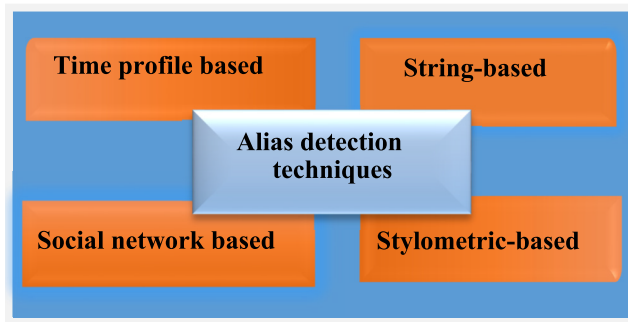 Time profile based
String-based
Alias detection
techniques
Social network based
Stylometric-based